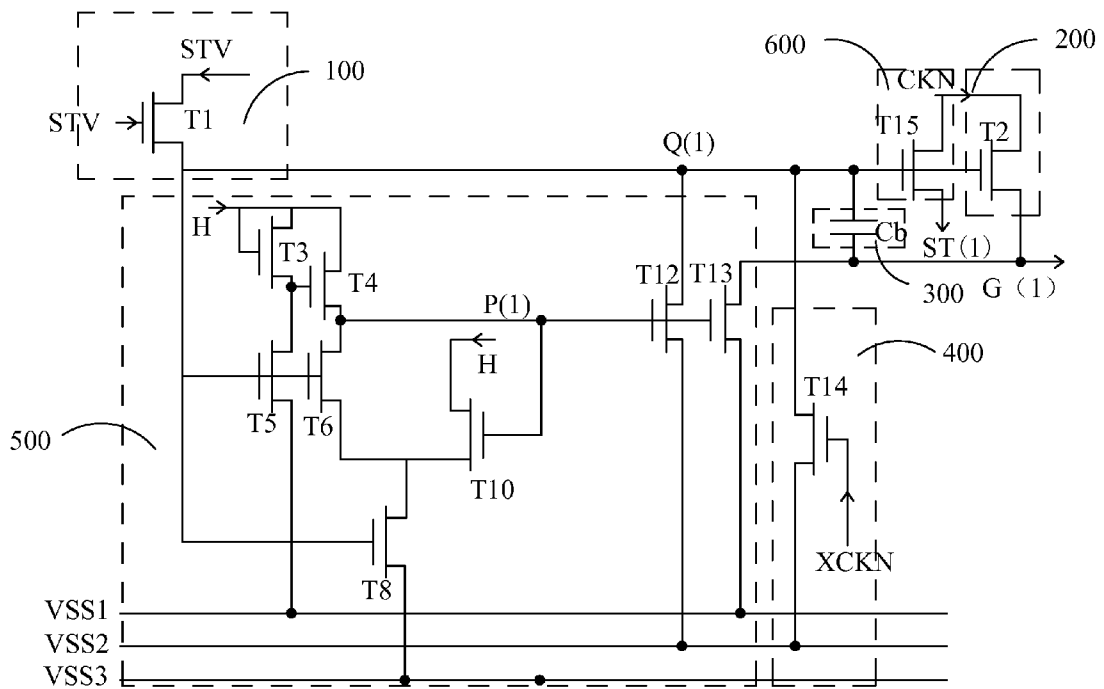 STV
100
STV
T1
600
200
CKN
T15
T2
Q(1)
H
T3
T4
Cb
ST(1)
T12
T13
300
G (1)
P(1)
H
400
T14
T5
T6
500
T10
XCKN
T8
VSS1
VSS2
VSS3